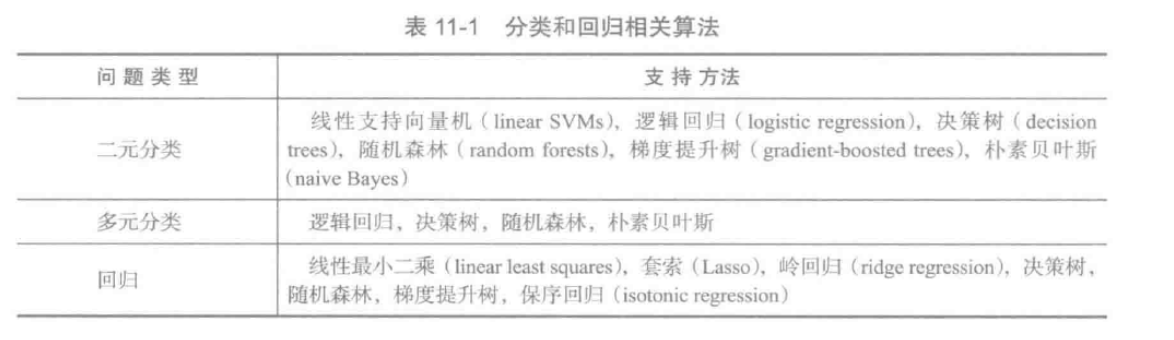 表 11-1 分类和回归相关算法
问题类型 支持方法
线性支持向量机（linear SVMs），逻辑回归（logistic regression），决策树（decision
二元分类 trees），随机森林（random forests），梯度提升树（gradient-boosted trees），朴素贝叶斯
（naive Bayes）
多元分类 逻辑回归，决策树，随机森林，朴素贝叶斯
线性最小二乘（linear least squares），套索（Lasso），岭回归（ridge regression），决策树，
回归
随机森林，梯度提升树，保序回归（isotonic regression）